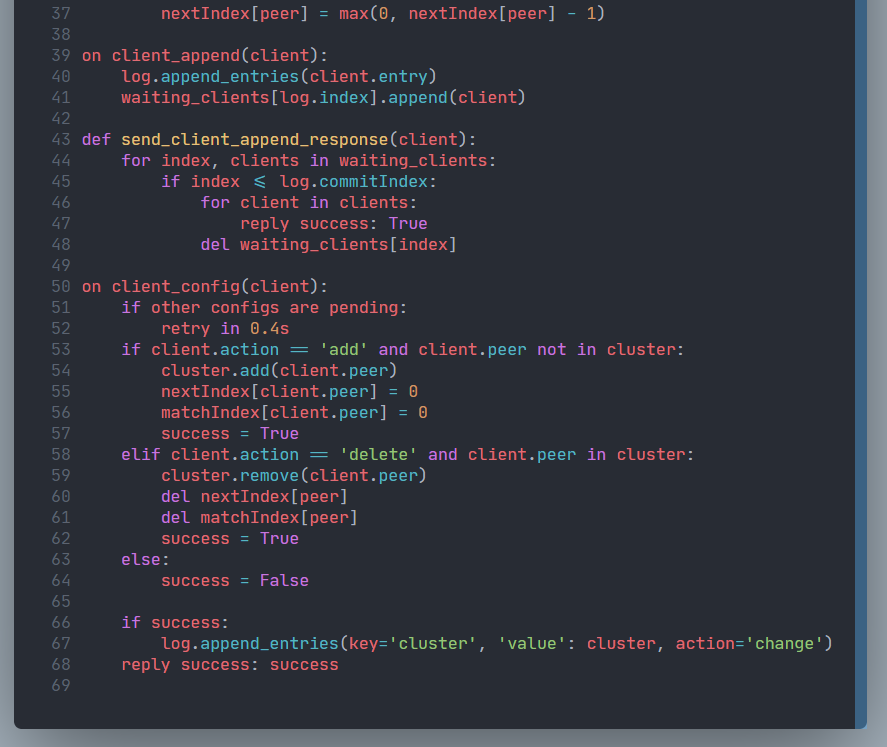 37 nextIndex[peer] = max(0, nextIndex[peer] - 1)
38
39 on client_append(client):
40 log.append_entries(client.entry)
41 waiting_clients[log.index].append(client)
42
43 def send_client_append_response(client):
44 for index, clients in waiting_clients:
45 if index ⩽ log.commitIndex:
46 for client in clients:
47 reply success: True
48 del waiting_clients[index]
49
50 on client_config(client):
51 if other configs are pending:
52 retry in 0.4s
53 if client.action == 'add' and client.peer not in cluster:
54 cluster.add(client.peer)
55 nextIndex[client.peer] = 0
56 matchIndex[client.peer] = 0
57 success = True
58 elif client.action == 'delete' and client.peer in cluster:
59 cluster.remove(client.peer)
60 del nextIndex[peer]
61 del matchIndex[peer]
62 success = True
63 else:
64 success = False
65
66 if success:
67 log.append_entries(key='cluster', 'value': cluster, action='change')
68 reply success: success
69